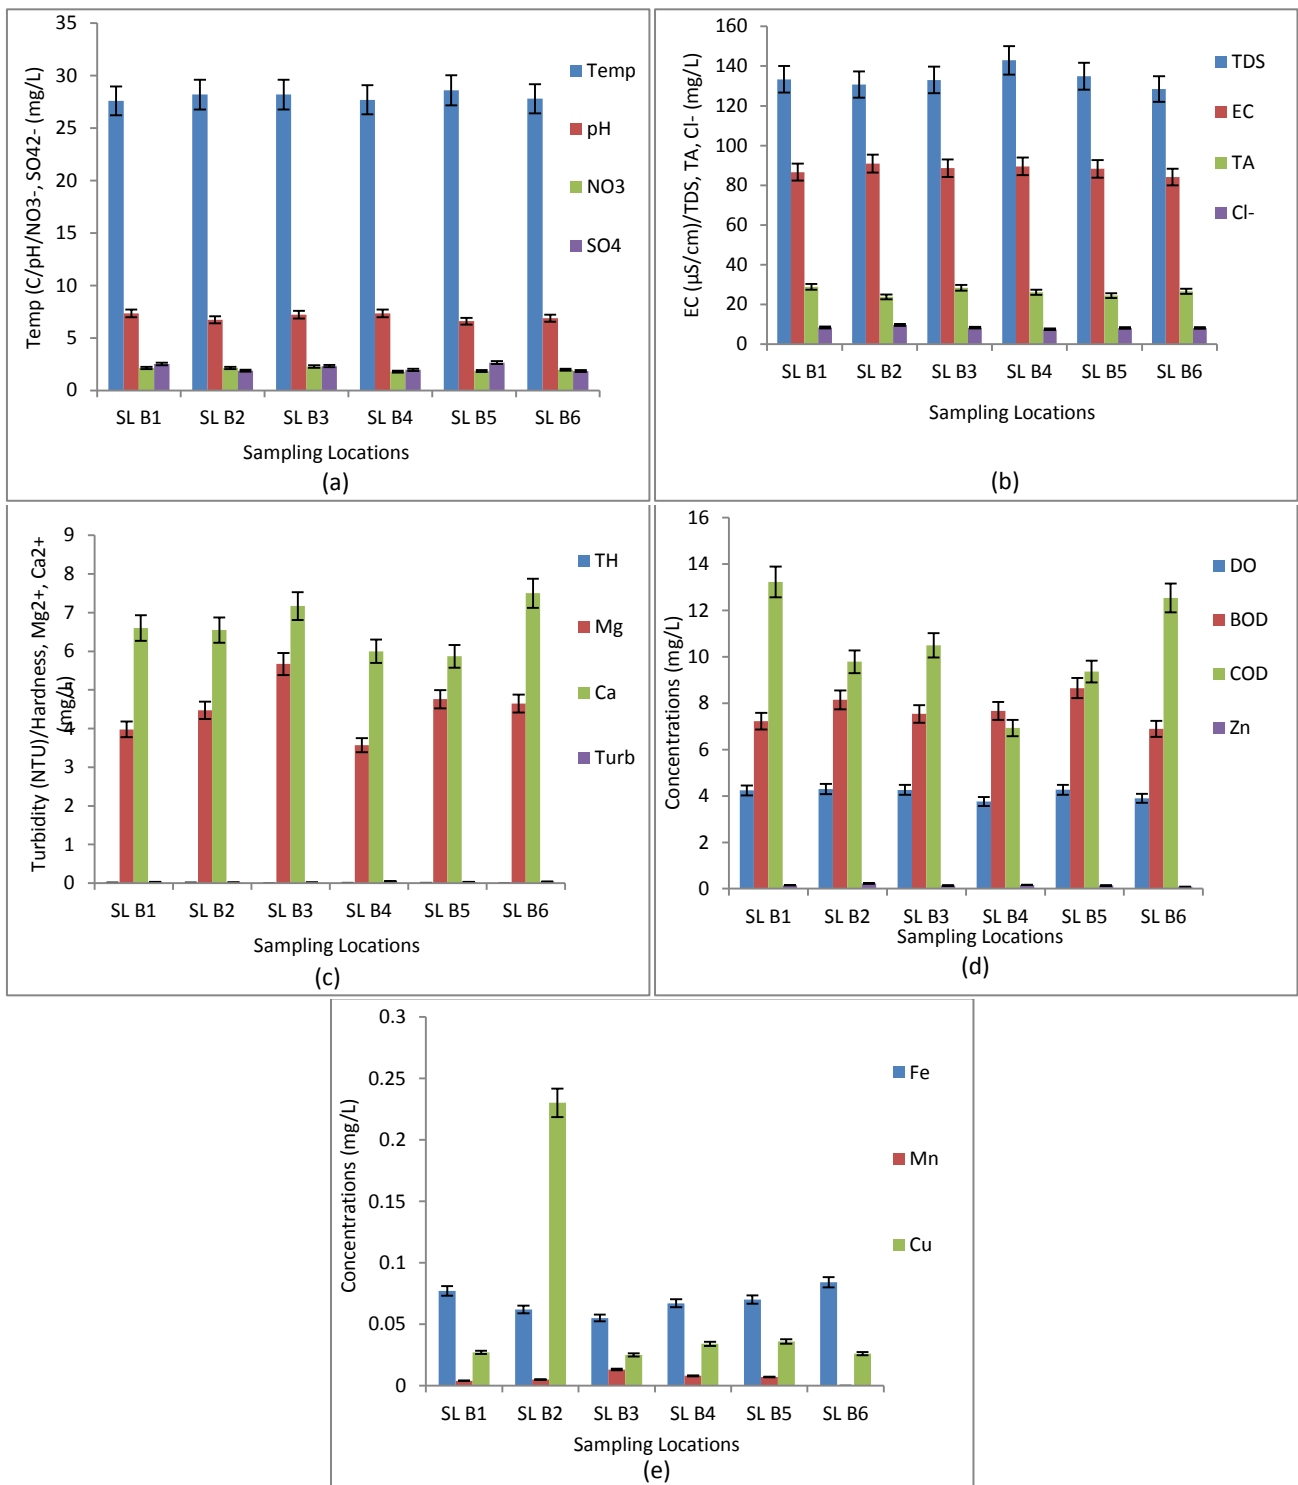 Temp (C/pH/NO3-, SO42- (mg/L)
35
30
25
20
15
10
5
0
SL B1 SL B2 SL B3 SL B4 SL B5 SL B6
Sampling Locations
(a)
Temp
pH
NO3
SO4
EC (µS/cm)/TDS, TA, Cl- (mg/L)
160
140
120
100
80
60
40
20
0
SL B1 SL B2 SL B3 SL B4 SL B5 SL B6
Sampling Locations
(b)
TDS
EC
TA
Cl-
Turbidity (NTU)/Hardness, Mg2+, Ca2+
(mg/L)
9
8
7
6
5
4
3
2
1
0
SL B1 SL B2 SL B3 SL B4 SL B5 SL B6
Sampling Locations
(c)
TH
Mg
Ca
Turb
Concentrations (mg/L)
16
14
12
10
8
6
4
2
0
SL B1 SL B2 SL B3 SL B4 SL B5 SL B6
Sampling Locations
(d)
DO
BOD
COD
Zn
Concentrations (mg/L)
0.3
0.25
0.2
0.15
0.1
0.05
0
SL B1 SL B2 SL B3 SL B4 SL B5 SL B6
Sampling Locations
(e)
Fe
Mn
Cu